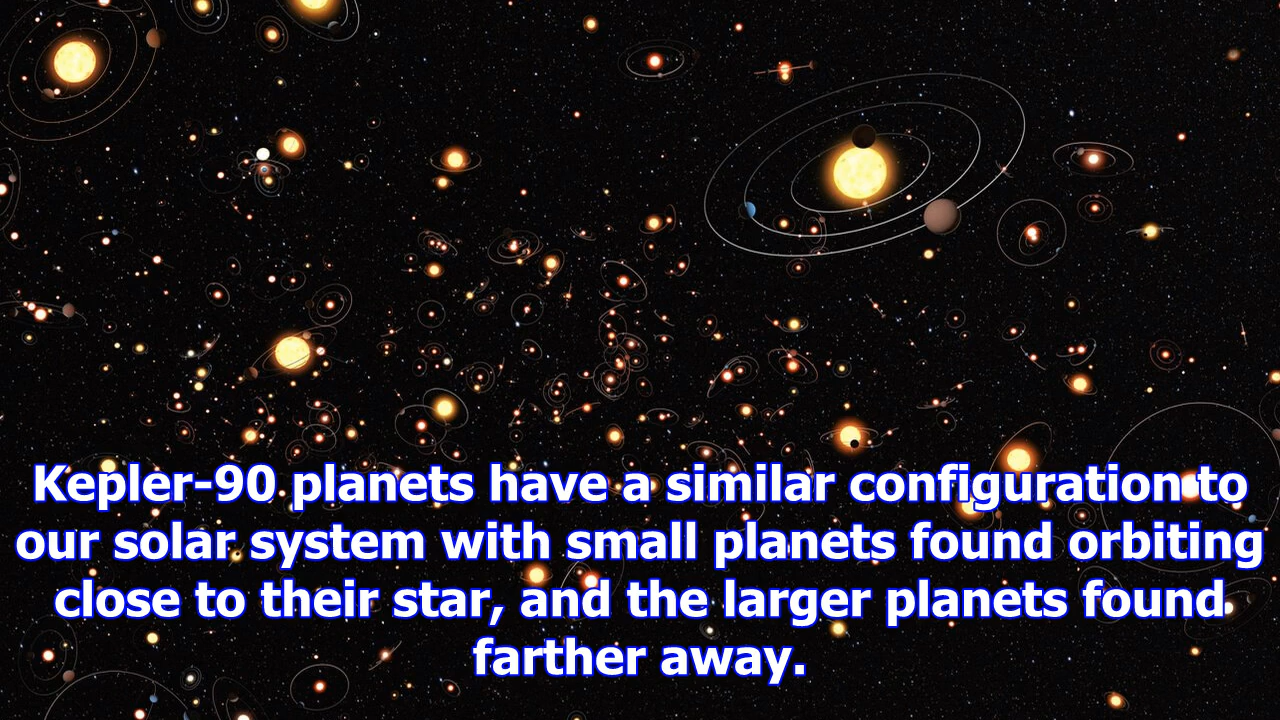 Kepler-90 planets have a similar configuration to
our solar system with small planets found orbiting
close to their star, and the larger planets found
farther away.